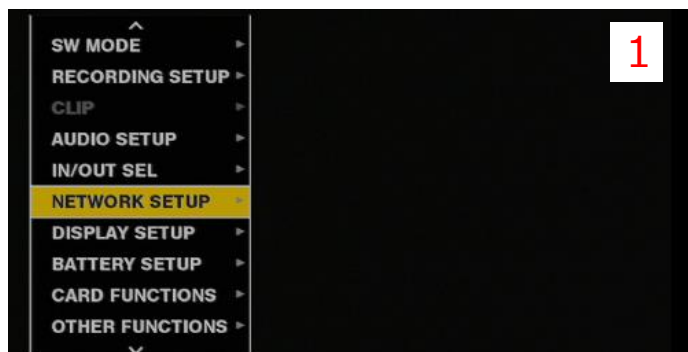 1
SW MODE
RECORDING SETUP
CLIP
AUDIO SETUP
IN/OUT SEL
NETWORK SETUP
DISPLAY SETUP
BATTERY SETUP
CARD FUNCTIONS
OTHER FUNCTIONS